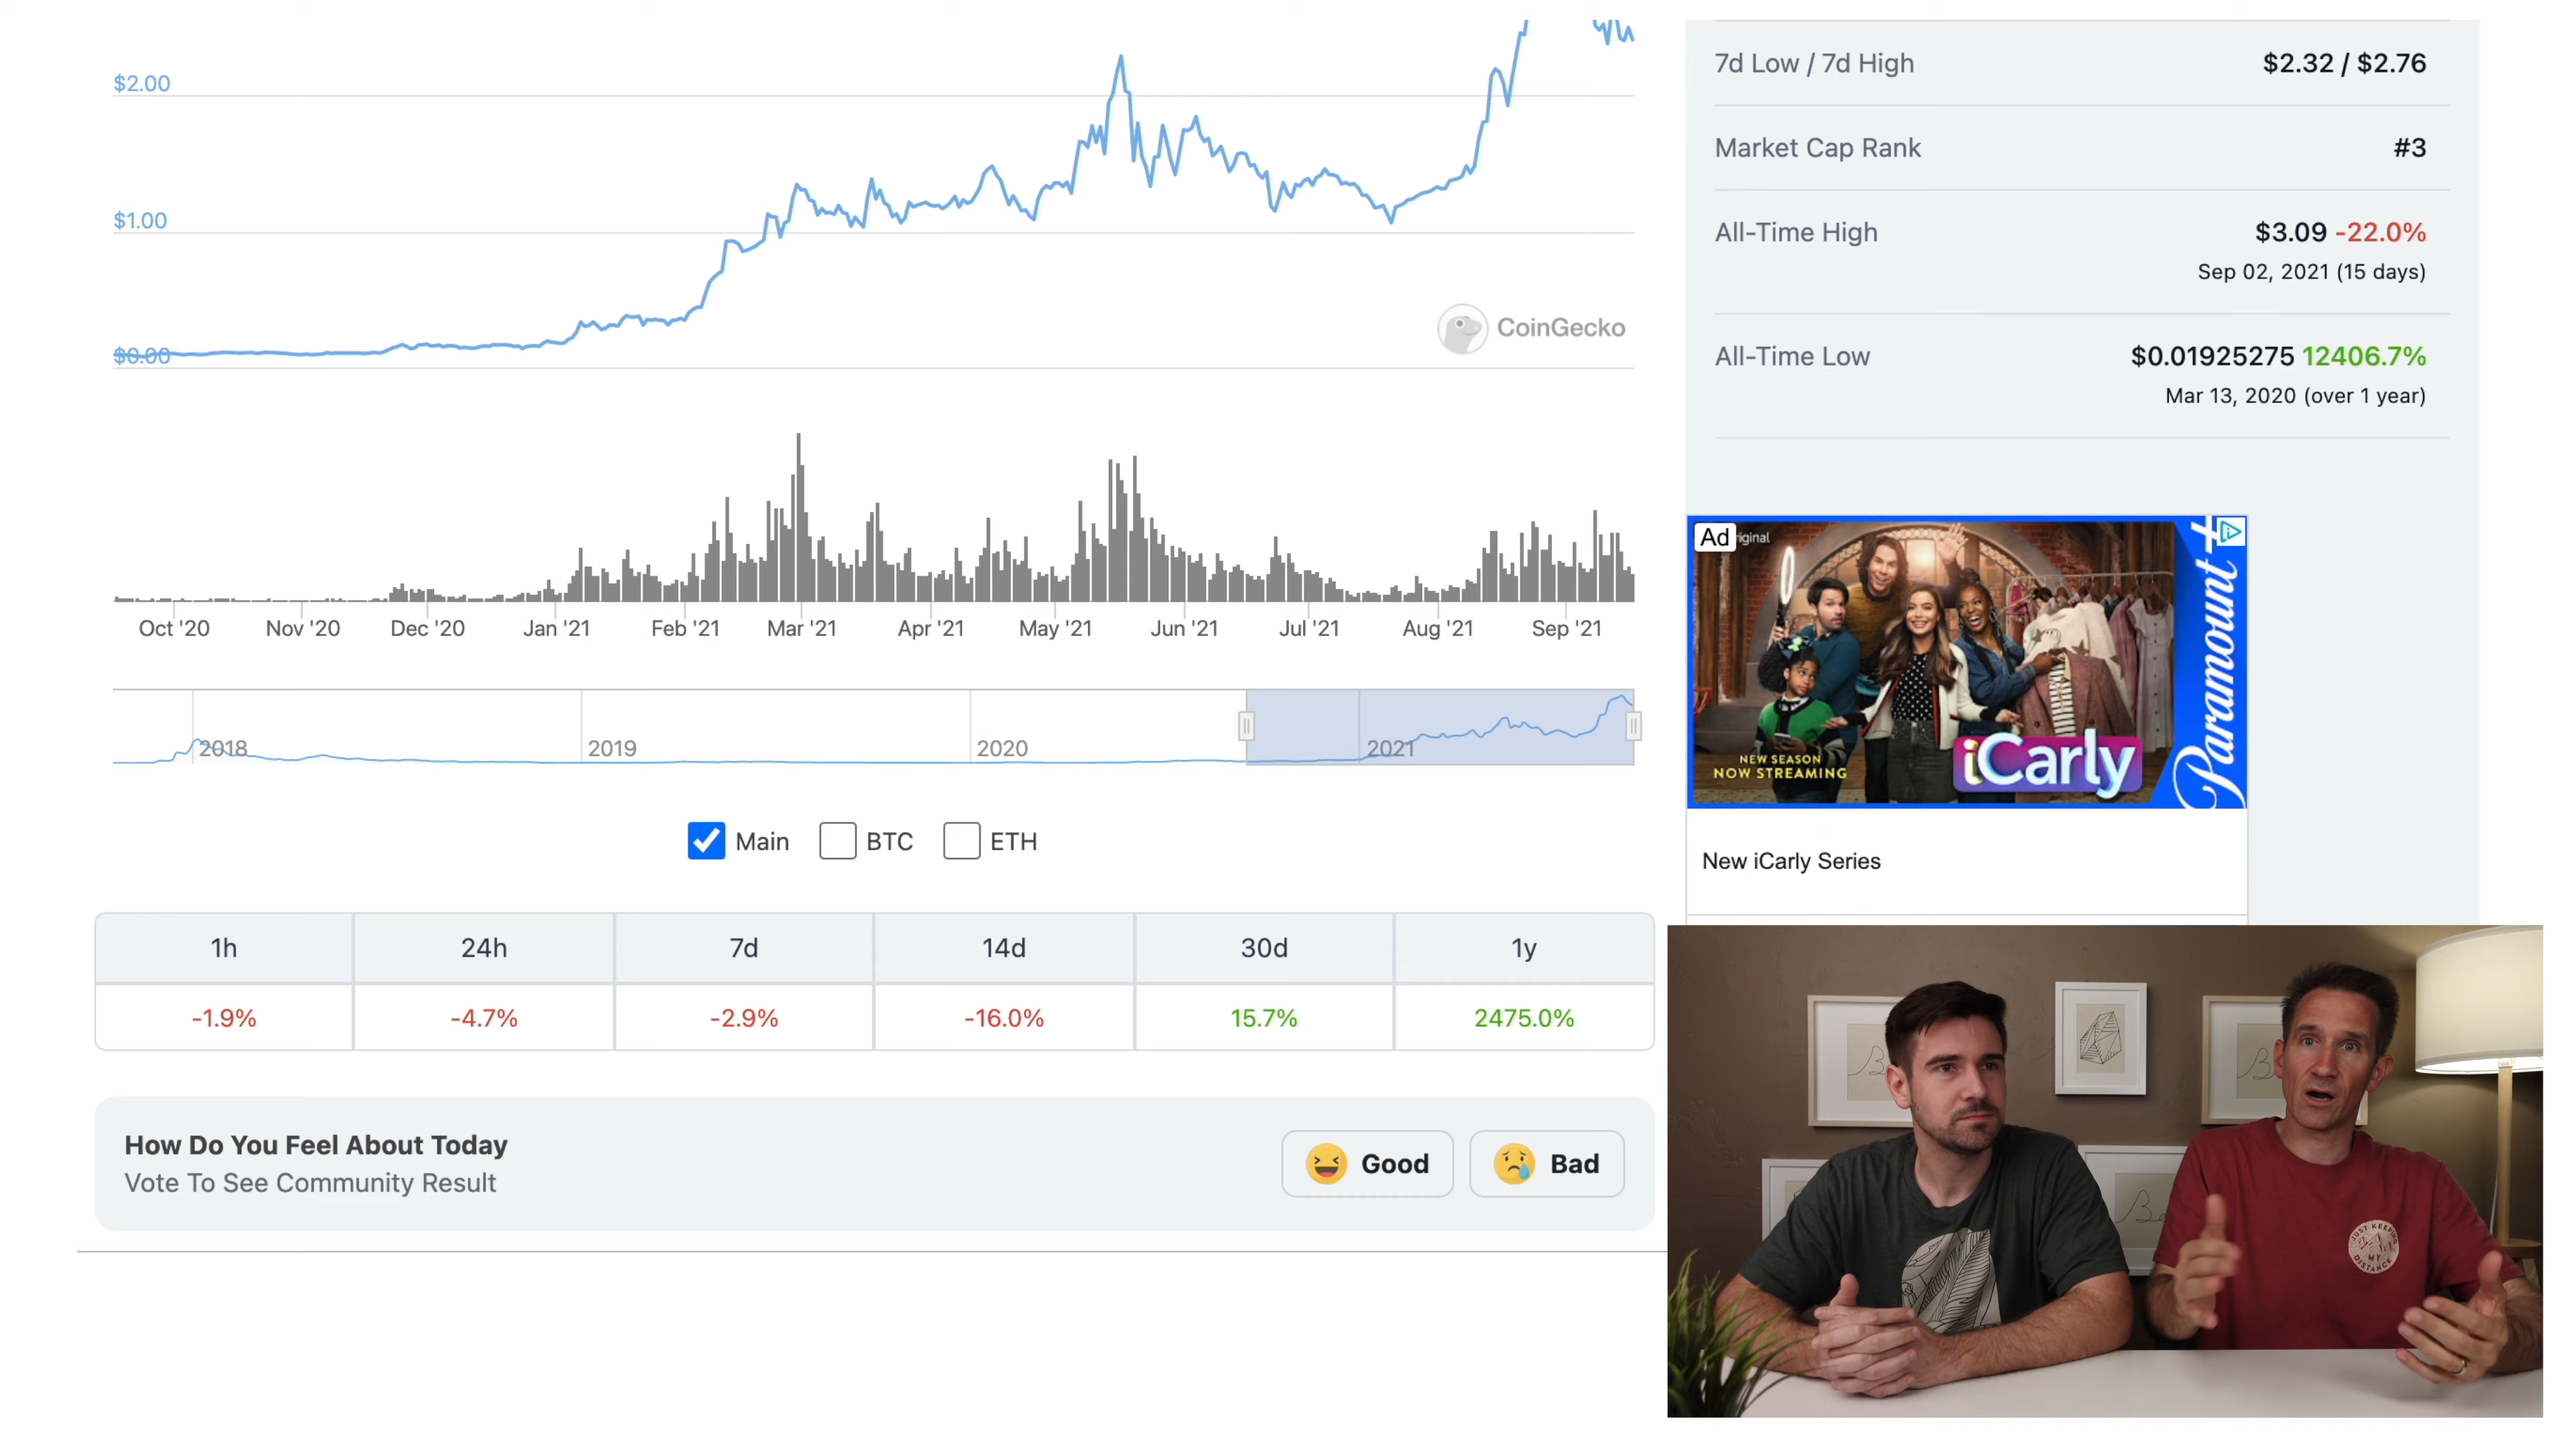 $2.00
$1.00
$0.00
CoinGecko
Oct '20
Nov '20
Dec '20
Jan '21
Feb '21
Mar '21
Apr '21
May '21
Jun '21
Jul '21
Aug '21
Sep '21
2018
2019
2020
2021
Main
BTC
ETH
1h 24h 7d 14d 30d 1y
-1.9% -4.7% -2.9% -16.0% 15.7% 2475.0%
How Do You Feel About Today
Vote To See Community Result
Good
Bad
7d Low / 7d High $2.32 / $2.76
Market Cap Rank #3
All-Time High $3.09 -22.0%
Sep 02, 2021 (15 days)
All-Time Low $0.01925275 12406.7%
Mar 13, 2020 (over 1 year)
Ad
riginal
Paramount+
NEW SEASON
NOW STREAMING
iCarly
New iCarly Series
JUST KEEP
MY
DISTANCE